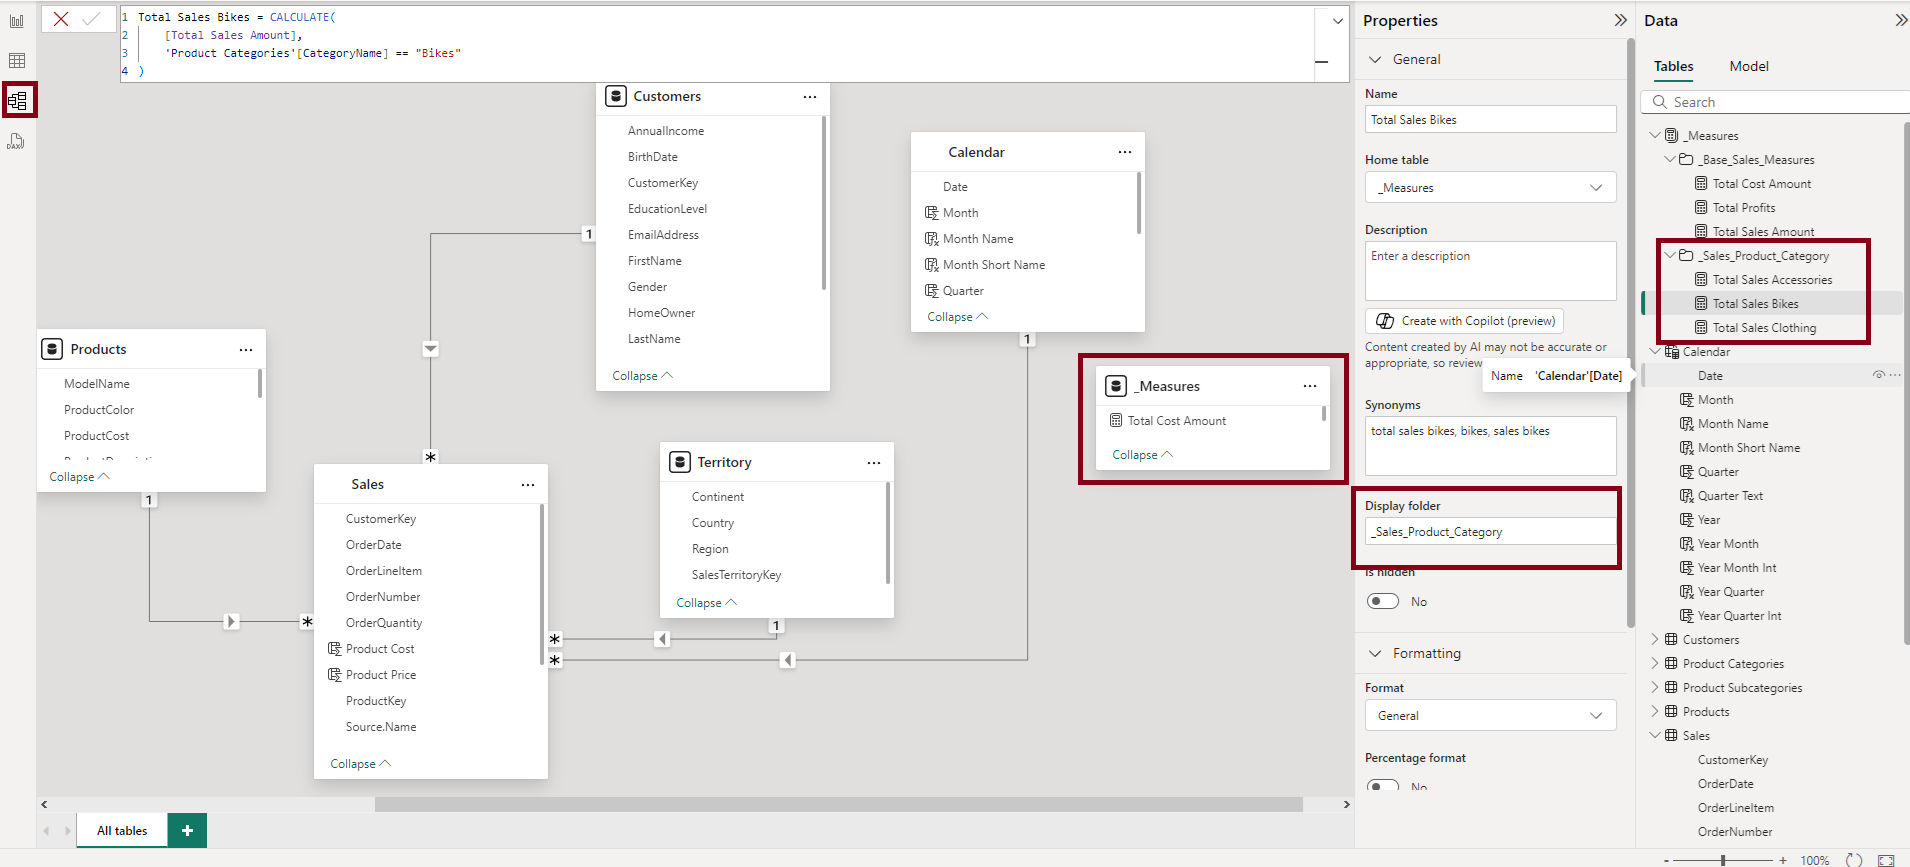 1 Total Sales Bikes = CALCULATE(
2 [Total Sales Amount],
3 'Product Categories'[CategoryName] == "Bikes"
4 )
DAX
Customers
AnnualIncome
BirthDate
CustomerKey
EducationLevel
EmailAddress
FirstName
Gender
HomeOwner
LastName
Collapse
Calendar
Date
Month
Month Name
Month Short Name
Quarter
Collapse
1
1
Products
ModelName
ProductColor
ProductCost
ProductDescription
Collapse
1
_Measures
Total Cost Amount
Collapse
Territory
Continent
Country
Region
SalesTerritoryKey
Collapse
1
Sales
CustomerKey
OrderDate
OrderLineItem
OrderNumber
OrderQuantity
Product Cost
Product Price
ProductKey
Source.Name
Collapse
*
*
*
*
All tables
+
Properties
General
Name
Total Sales Bikes
Home table
_Measures
Description
Enter a description
Create with Copilot (preview)
Content created by AI may not be accurate or
appropriate, so review
Name 'Calendar'[Date]
Synonyms
total sales bikes, bikes, sales bikes
Display folder
_Sales_Product_Category
Is hidden
No
Formatting
Format
General
Percentage format
No
Data
Tables Model
Search
_Measures
_Base_Sales_Measures
Total Cost Amount
Total Profits
Total Sales Amount
_Sales_Product_Category
Total Sales Accessories
Total Sales Bikes
Total Sales Clothing
Calendar
Date
Month
Month Name
Month Short Name
Quarter
Quarter Text
Year
Year Month
Year Month Int
Year Quarter
Year Quarter Int
Customers
Product Categories
Product Subcategories
Products
Sales
CustomerKey
OrderDate
OrderLineItem
OrderNumber
- + 100%